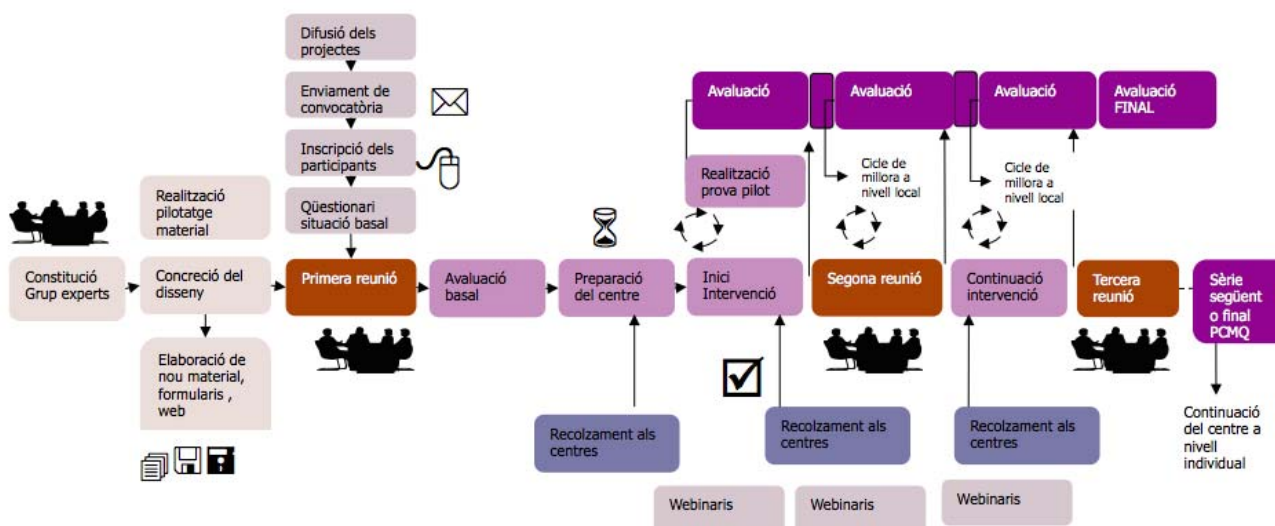 Difusió dels
projectes
Enviament de
convocatòria
Inscripció dels
participants
Qüestionari
situació basal
Realització
pilotatge
material
Constitució
Grup experts
Concreció del
disseny
Elaboració de
nou material,
formularis ,
web
Primera reunió
Avaluació
basal
Preparació
del centre
Inici
Intervenció
Segona reunió
Continuació
intervenció
Tercera
reunió
Sèrie
següent
o final
PCMQ
Continuació
del centre a
nivell
individual
Avaluació
Avaluació
Avaluació
Avaluació
FINAL
Realització
prova pilot
Cicle de
millora a
nivell local
Cicle de
millora a
nivell local
Recolzament als
centres
Recolzament als
centres
Recolzament als
centres
Webinaris
Webinaris
Webinaris